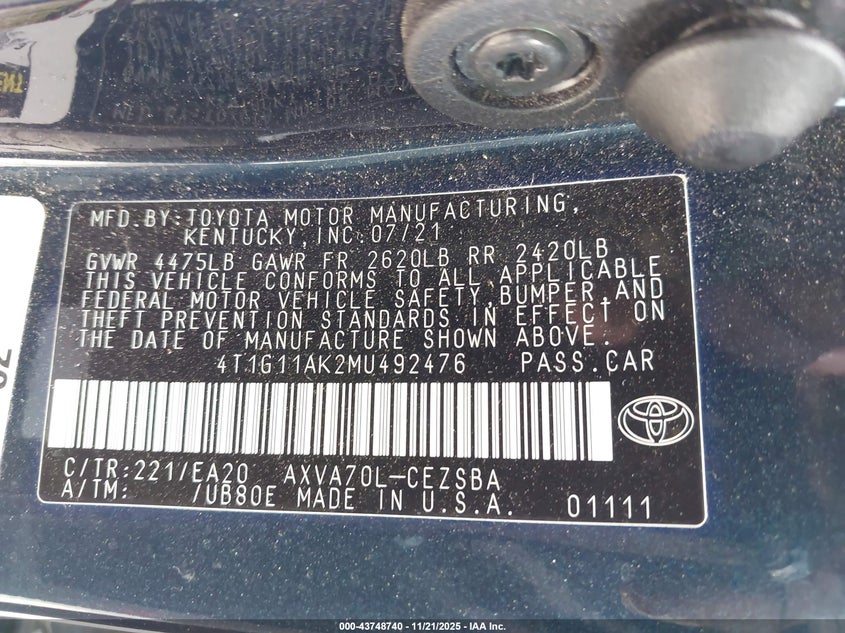 MFD.BY:TOYOTA MOTOR MANUFACTURING,
KENTUCKY,INC.07/21
GVWR 4475LB GAWR FR 2620LB RR 2420LB
THIS VEHICLE CONFORMS TO ALL APPLICABLE
FEDERAL MOTOR VEHICLE SAFETY,BUMPER,AND
THEFT PREVENTION STANDARDS IN EFFECT ON
THE DATE OF MANUFACTURE SHOWN ABOVE.
4T1G11AK2MU492476 PASS.CAR
C/TR:221/EA20 AXVA70L-CEZSBA
A/TM: /UB80E MADE IN U.S.A. 01111
000-43748740 - 11/21/2025 - IAA Inc.